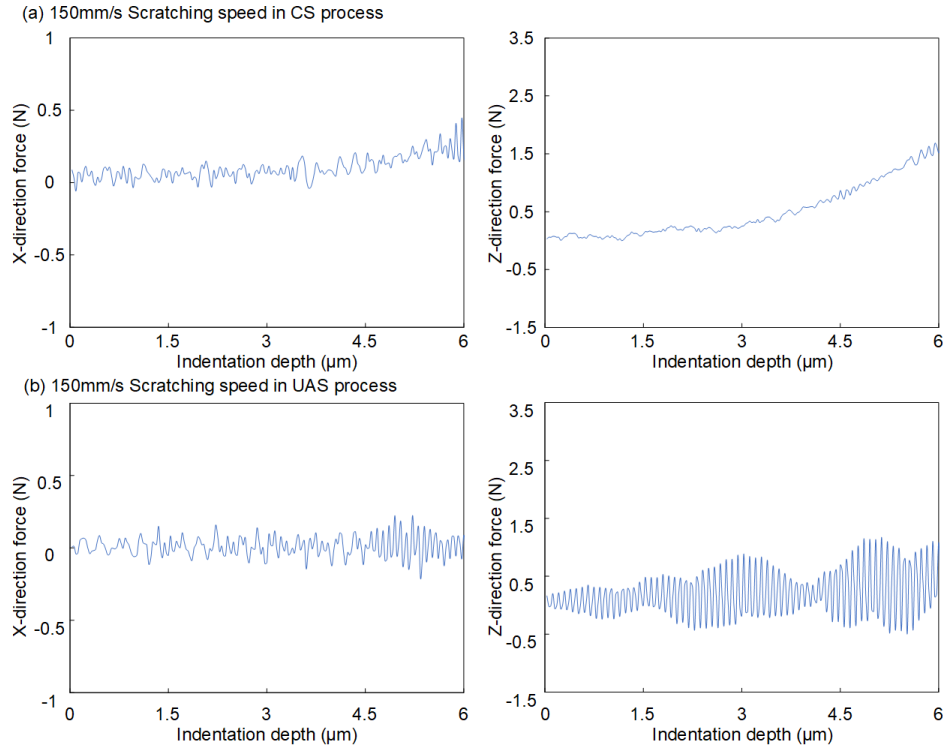 (a) 150mm/s Scratching speed in CS process
X-direction force (N)
1
0.5
0
-0.5
-1
0 1.5 3 4.5 6
Indentation depth (μm)
Z-direction force (N)
3.5
2.5
1.5
0.5
-0.5
-1.5
0 1.5 3 4.5 6
Indentation depth (μm)
(b) 150mm/s Scratching speed in UAS process
X-direction force (N)
1
0.5
0
-0.5
-1
0 1.5 3 4.5 6
Indentation depth (μm)
Z-direction force (N)
3.5
2.5
1.5
0.5
-0.5
-1.5
0 1.5 3 4.5 6
Indentation depth (μm)